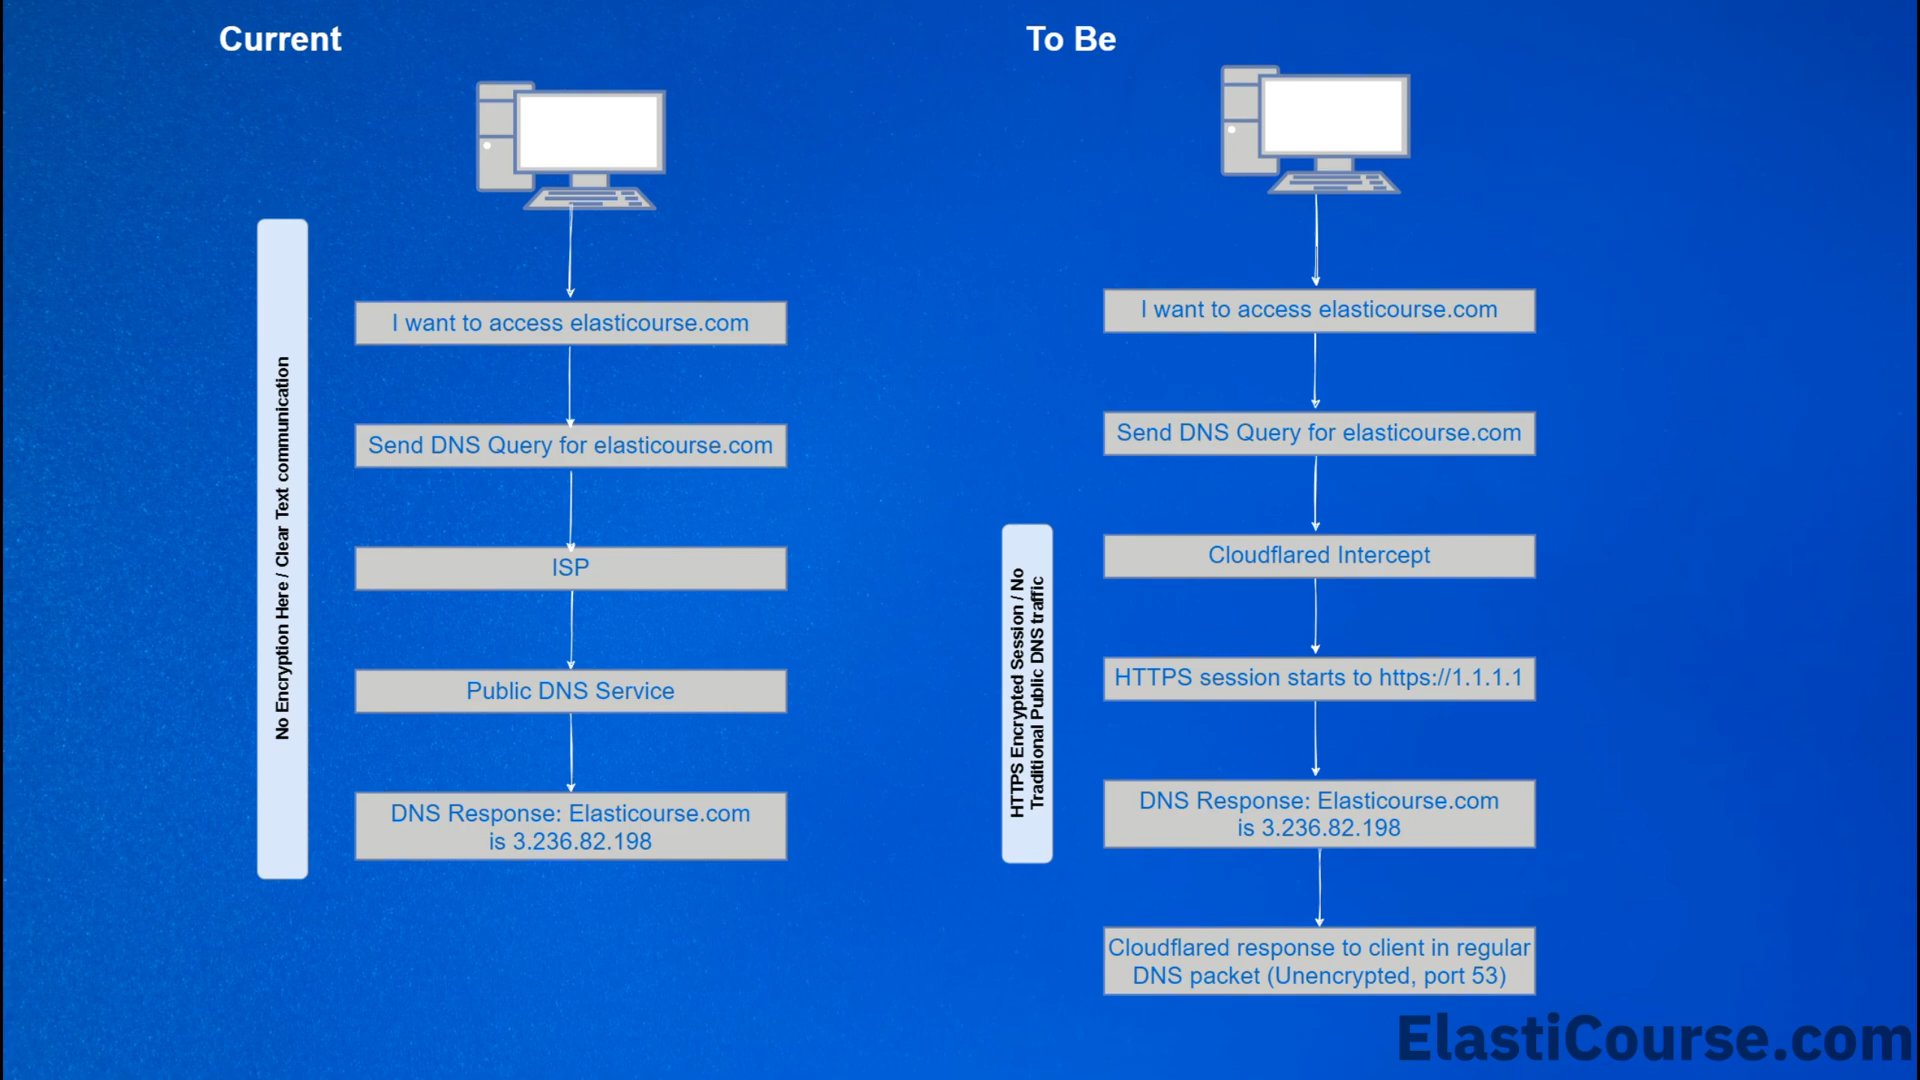 Current
No Encryption Here / Clear Text communication
I want to access elasticourse.com
Send DNS Query for elasticourse.com
ISP
Public DNS Service
DNS Response: Elasticourse.com
is 3.236.82.198
To Be
HTTPS Encrypted Session / No
Traditional Public DNS traffic
I want to access elasticourse.com
Send DNS Query for elasticourse.com
Cloudflared Intercept
HTTPS session starts to https://1.1.1.1
DNS Response: Elasticourse.com
is 3.236.82.198
Cloudflared response to client in regular
DNS packet (Unencrypted, port 53)
ElastiCourse.com